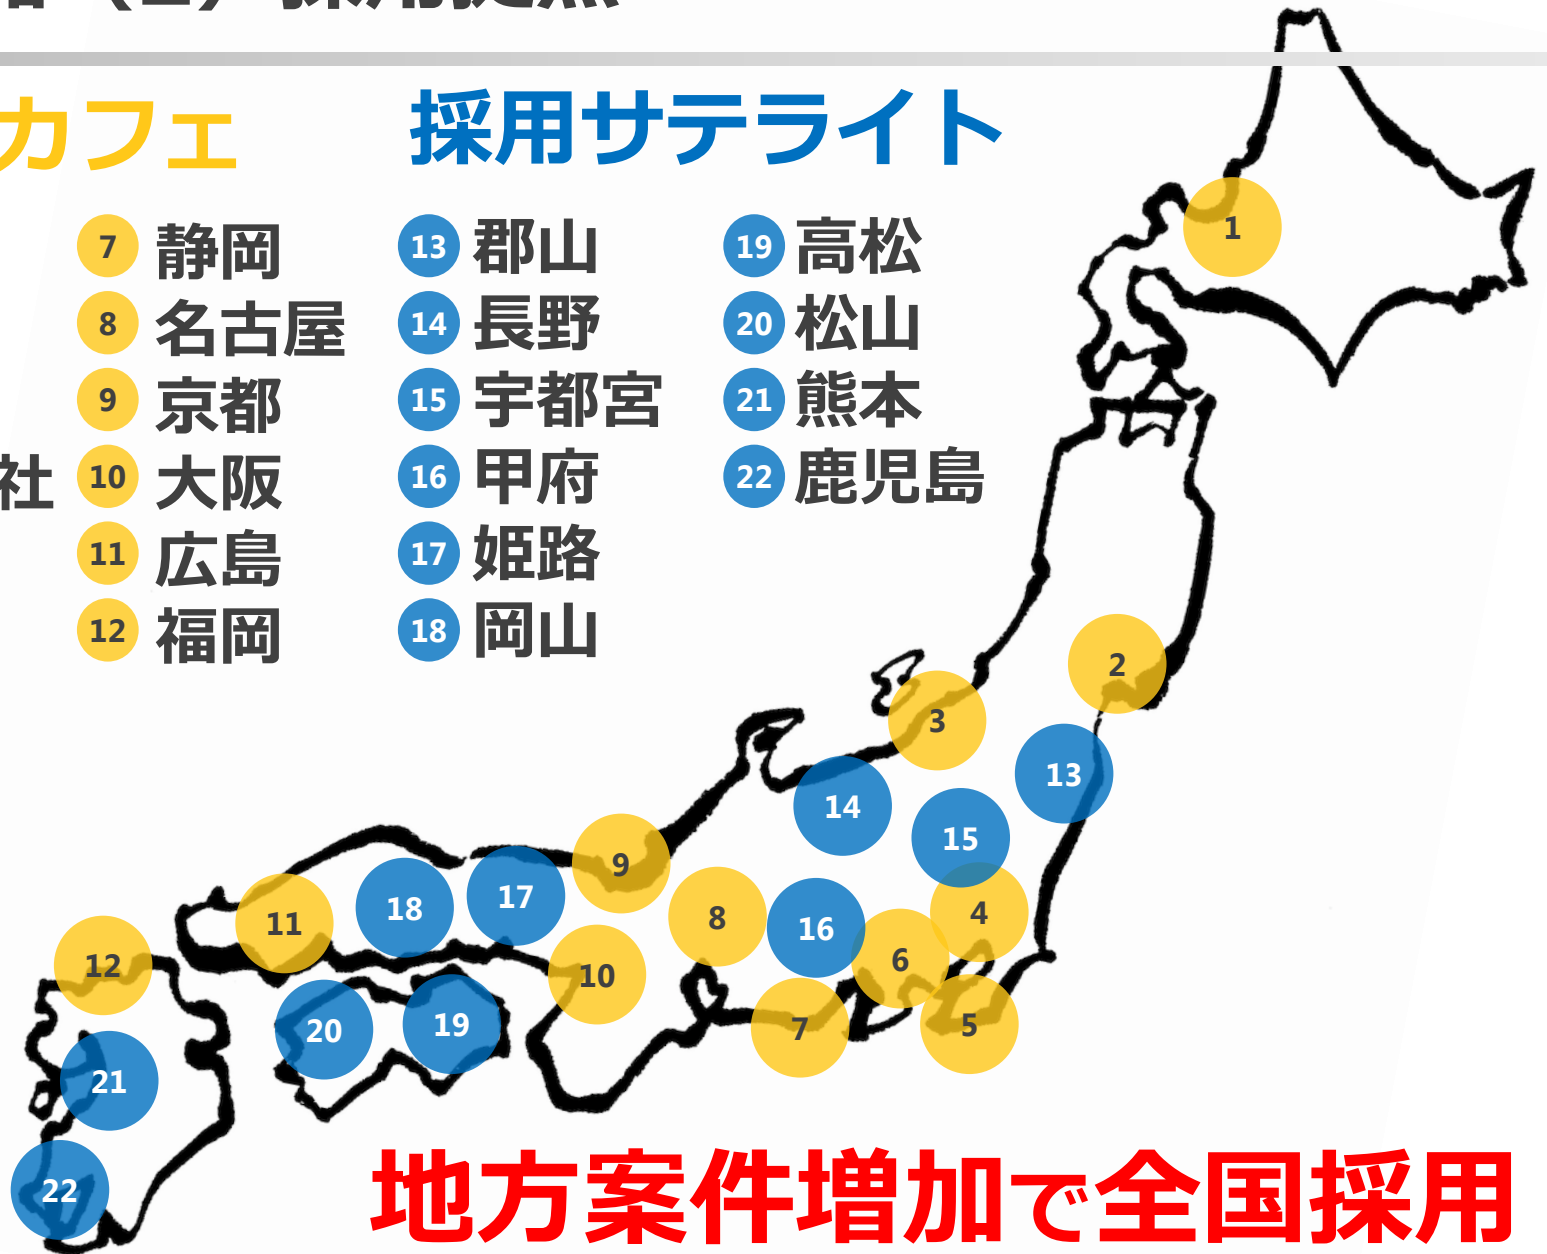 カフェ
採用サテライト
7 静岡
8 名古屋
9 京都
社
10 大阪
11 広島
12 福岡
13 郡山
14 長野
15 宇都宮
16 甲府
17 姫路
18 岡山
19 高松
20 松山
21 熊本
22 鹿児島
1
2
3
13
14
15
9
17
18
11
8
16
4
6
12
10
20
19
7
5
21
22
地方案件増加で全国採用